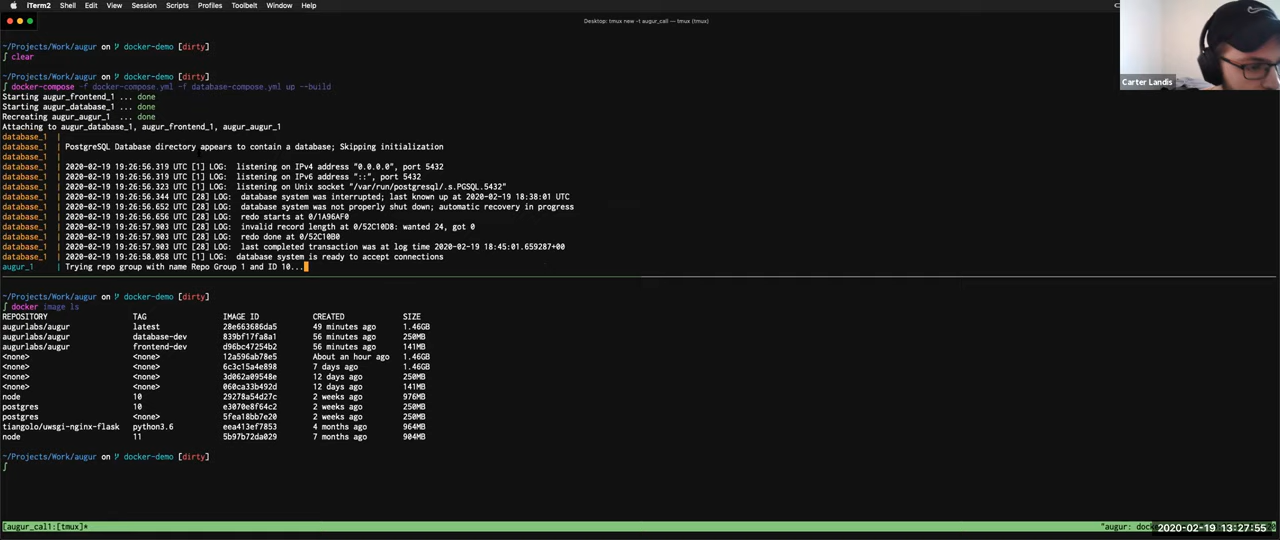 iTerm2 Shell Edit View Session Scripts Profiles Toolbelt Window Help
Desktop: tmux new -t augur_call — tmux (tmux)
Carter Landis
~/Projects/Work/augur on docker-demo [dirty]
∫ clear
~/Projects/Work/augur on docker-demo [dirty]
∫ docker-compose -f docker-compose.yml -f database-compose.yml up --build
Starting augur_frontend_1 ... done
Starting augur_database_1 ... done
Recreating augur_augur_1 ... done
Attaching to augur_database_1, augur_frontend_1, augur_augur_1
database_1 |
database_1 | PostgreSQL Database directory appears to contain a database; Skipping initialization
database_1 |
database_1 | 2020-02-19 19:26:56.319 UTC [1] LOG: listening on IPv4 address "0.0.0.0", port 5432
database_1 | 2020-02-19 19:26:56.319 UTC [1] LOG: listening on IPv6 address "::", port 5432
database_1 | 2020-02-19 19:26:56.323 UTC [1] LOG: listening on Unix socket "/var/run/postgresql/.s.PGSQL.5432"
database_1 | 2020-02-19 19:26:56.344 UTC [28] LOG: database system was interrupted; last known up at 2020-02-19 18:38:01 UTC
database_1 | 2020-02-19 19:26:56.652 UTC [28] LOG: database system was not properly shut down; automatic recovery in progress
database_1 | 2020-02-19 19:26:56.656 UTC [28] LOG: redo starts at 0/1A96AF0
database_1 | 2020-02-19 19:26:57.903 UTC [28] LOG: invalid record length at 0/52C10D8: wanted 24, got 0
database_1 | 2020-02-19 19:26:57.903 UTC [28] LOG: redo done at 0/52C10B0
database_1 | 2020-02-19 19:26:57.903 UTC [28] LOG: last completed transaction was at log time 2020-02-19 18:45:01.659287+00
database_1 | 2020-02-19 19:26:58.058 UTC [1] LOG: database system is ready to accept connections
augur_1 | Trying repo group with name Repo Group 1 and ID 10...
~/Projects/Work/augur on docker-demo [dirty]
∫ docker image ls
REPOSITORY TAG IMAGE ID CREATED SIZE
augurlabs/augur latest 28e663686da5 49 minutes ago 1.46GB
augurlabs/augur database-dev 839bf17fa8a1 56 minutes ago 250MB
augurlabs/augur frontend-dev d96bc47254b2 56 minutes ago 141MB
<none> <none> 12a596ab78e5 About an hour ago 1.46GB
<none> <none> 6c3c15a4e898 7 days ago 1.46GB
<none> <none> 3d062a09548e 12 days ago 250MB
<none> <none> 060ca33b492d 12 days ago 141MB
node 10 29278a54d27c 2 weeks ago 976MB
postgres 10 e3070e8f64c2 2 weeks ago 250MB
postgres <none> 5fea18bb7e20 2 weeks ago 250MB
tiangolo/uwsgi-nginx-flask python3.6 eea413ef7853 4 months ago 964MB
node 11 5b97b72da029 7 months ago 904MB
~/Projects/Work/augur on docker-demo [dirty]
∫
[augur_cal1:[tmux]* "augur: dock
2020-02-19 13:27:55